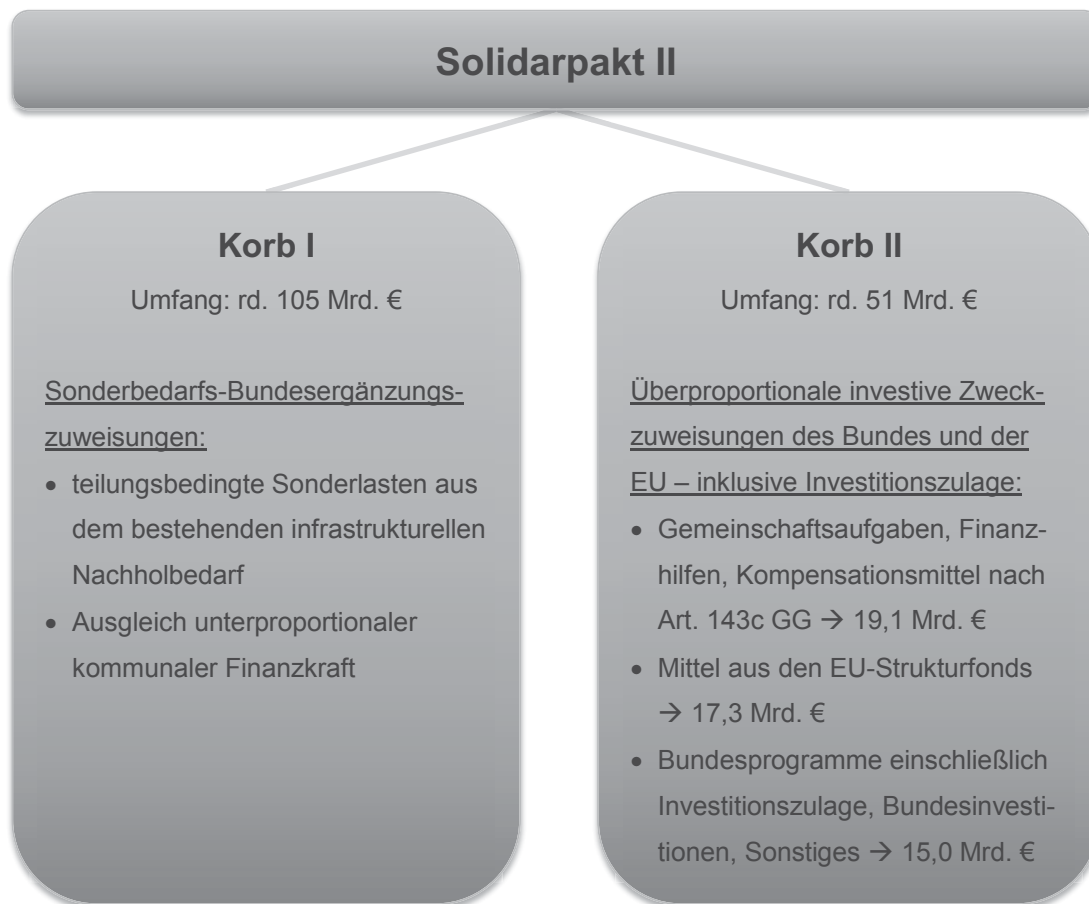 Solidarpakt II
Korb I
Umfang: rd. 105 Mrd. €
Sonderbedarfs-Bundesergänzungs-
zuweisungen:
• teilungsbedingte Sonderlasten aus
dem bestehenden infrastrukturellen
Nachholbedarf
• Ausgleich unterproportionaler
kommunaler Finanzkraft
Korb II
Umfang: rd. 51 Mrd. €
Überproportionale investive Zweck-
zuweisungen des Bundes und der
EU – inklusive Investitionszulage:
• Gemeinschaftsaufgaben, Finanz-
hilfen, Kompensationsmittel nach
Art. 143c GG → 19,1 Mrd. €
• Mittel aus den EU-Strukturfonds
→ 17,3 Mrd. €
• Bundesprogramme einschließlich
Investitionszulage, Bundesinvesti-
tionen, Sonstiges → 15,0 Mrd. €